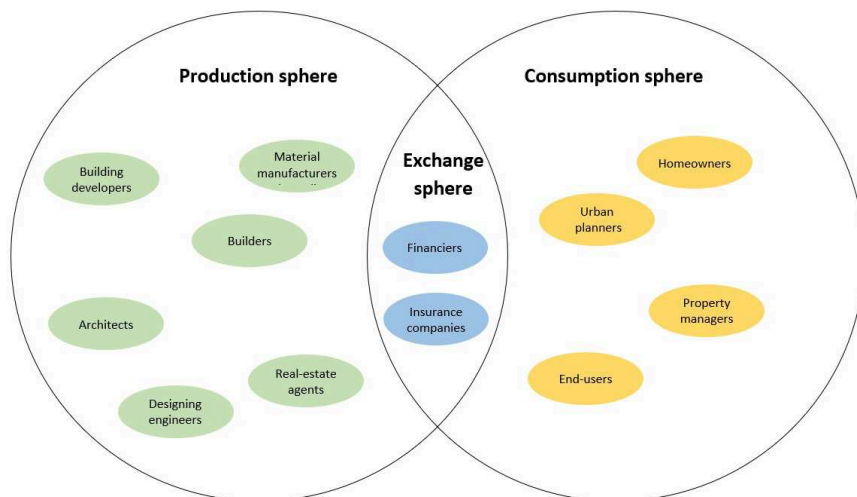 Production sphere
Consumption sphere
Exchange
sphere
Building
developers
Material
manufacturers
Builders
Architects
Designing
engineers
Real-estate
agents
Financiers
Insurance
companies
Homeowners
Urban
planners
Property
managers
End-users